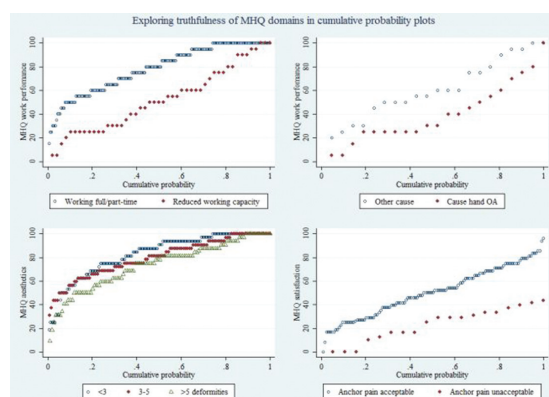 Exploring truthfulness of MHQ domains in cumulative probability plots
MHQ work perfomance
0 20 40 60 80 100
0 .2 .4 .6 .8 1
Cumulative probability
Working full/part-time Reduced working capacity
MHQ work perfomance
0 20 40 60 80 100
0 .2 .4 .6 .8 1
Cumulative probability
Other cause Cause hand OA
MHQ aesthetics
0 20 40 60 80 100
0 .2 .4 .6 .8 1
Cumulative probability
<3 3-5 >5 deformities
MHQ satisfaction
0 20 40 60 80 100
0 .2 .4 .6 .8 1
Cumulative probability
Anchor pain acceptable Anchor pain unacceptable